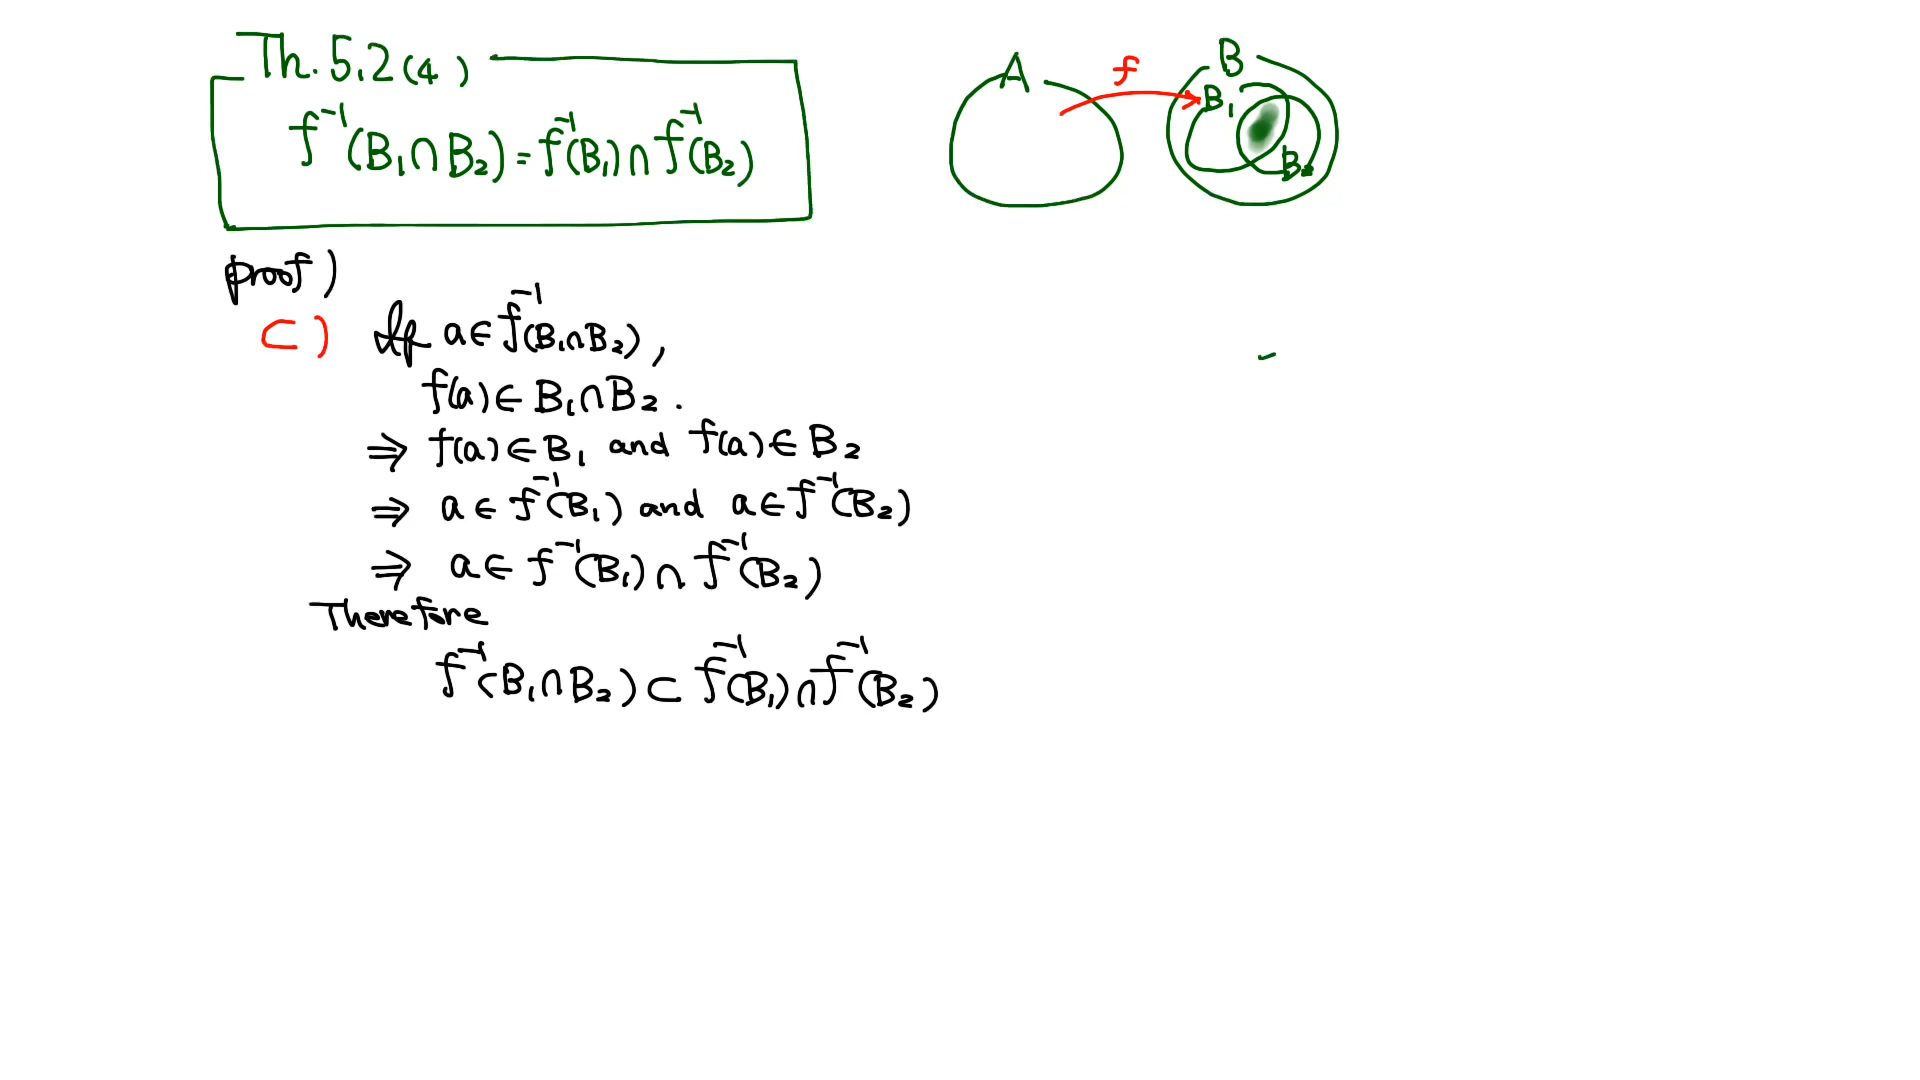 Th. 5.2 (4)
f⁻¹(B₁∩B₂) = f⁻¹(B₁)∩f⁻¹(B₂)
A f B
B₁
B₂
proof)
⊂) If a∈f⁻¹(B₁∩B₂),
f(a)∈B₁∩B₂.
⇒ f(a)∈B₁ and f(a)∈B₂
⇒ a∈f⁻¹(B₁) and a∈f⁻¹(B₂)
⇒ a∈f⁻¹(B₁)∩f⁻¹(B₂)
Therefore
f⁻¹(B₁∩B₂)⊂f⁻¹(B₁)∩f⁻¹(B₂)